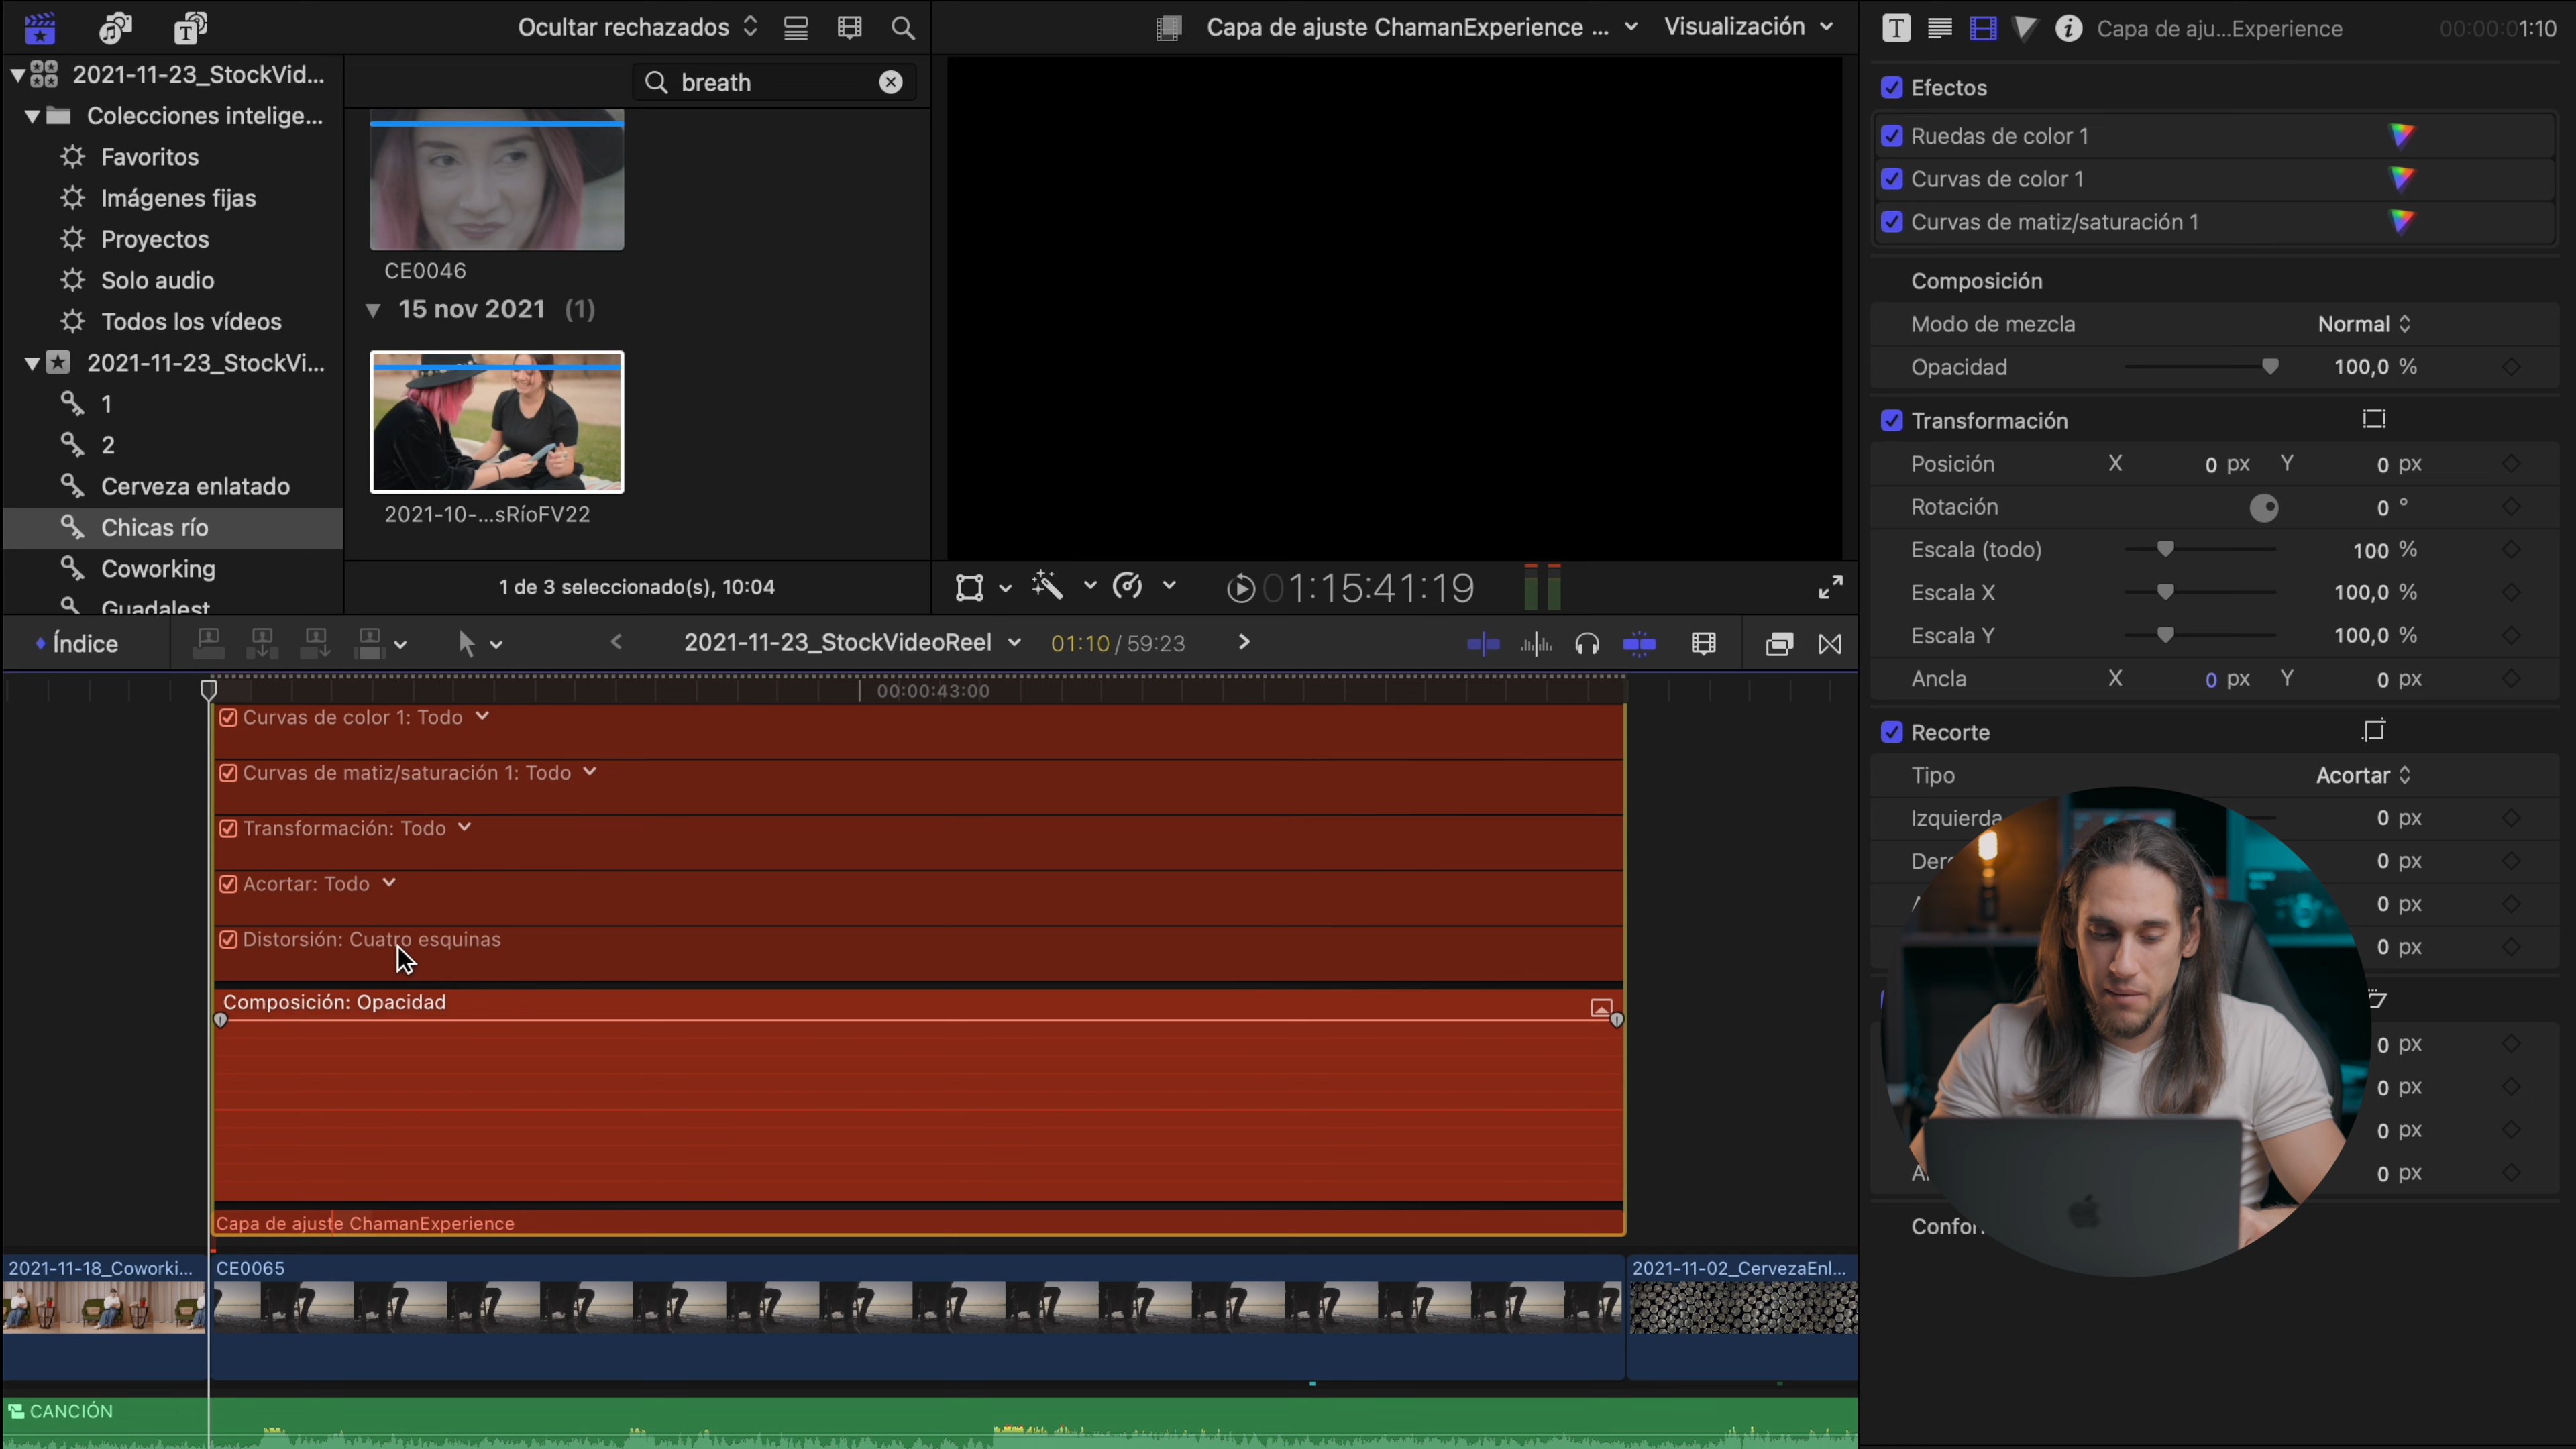 Ocultar rechazados
Capa de ajuste ChamanExperience ...
Visualización
Capa de aju...Experience
00:00:01:10
2021-11-23_StockVid...
Colecciones intelige...
Favoritos
Imágenes fijas
Proyectos
Solo audio
Todos los vídeos
2021-11-23_StockVi...
1
2
Cerveza enlatado
Chicas río
Coworking
Guadalest
breath
CE0046
15 nov 2021 (1)
2021-10-...sRíoFV22
1 de 3 seleccionado(s), 10:04
01:15:41:19
Efectos
Ruedas de color 1
Curvas de color 1
Curvas de matiz/saturación 1
Composición
Modo de mezcla Normal
Opacidad 100,0 %
Transformación
Posición X 0 px Y 0 px
Rotación 0 °
Escala (todo) 100 %
Escala X 100,0 %
Escala Y 100,0 %
Ancla X 0 px Y 0 px
Recorte
Tipo Acortar
Izquierda 0 px
0 px
0 px
0 px
0 px
0 px
0 px
0 px
Índice
2021-11-23_StockVideoReel
01:10 / 59:23
00:00:43:00
Curvas de color 1: Todo
Curvas de matiz/saturación 1: Todo
Transformación: Todo
Acortar: Todo
Distorsión: Cuatro esquinas
Composición: Opacidad
Capa de ajuste ChamanExperience
2021-11-18_Coworki...
CE0065
2021-11-02_CervezaEnl...
CANCIÓN